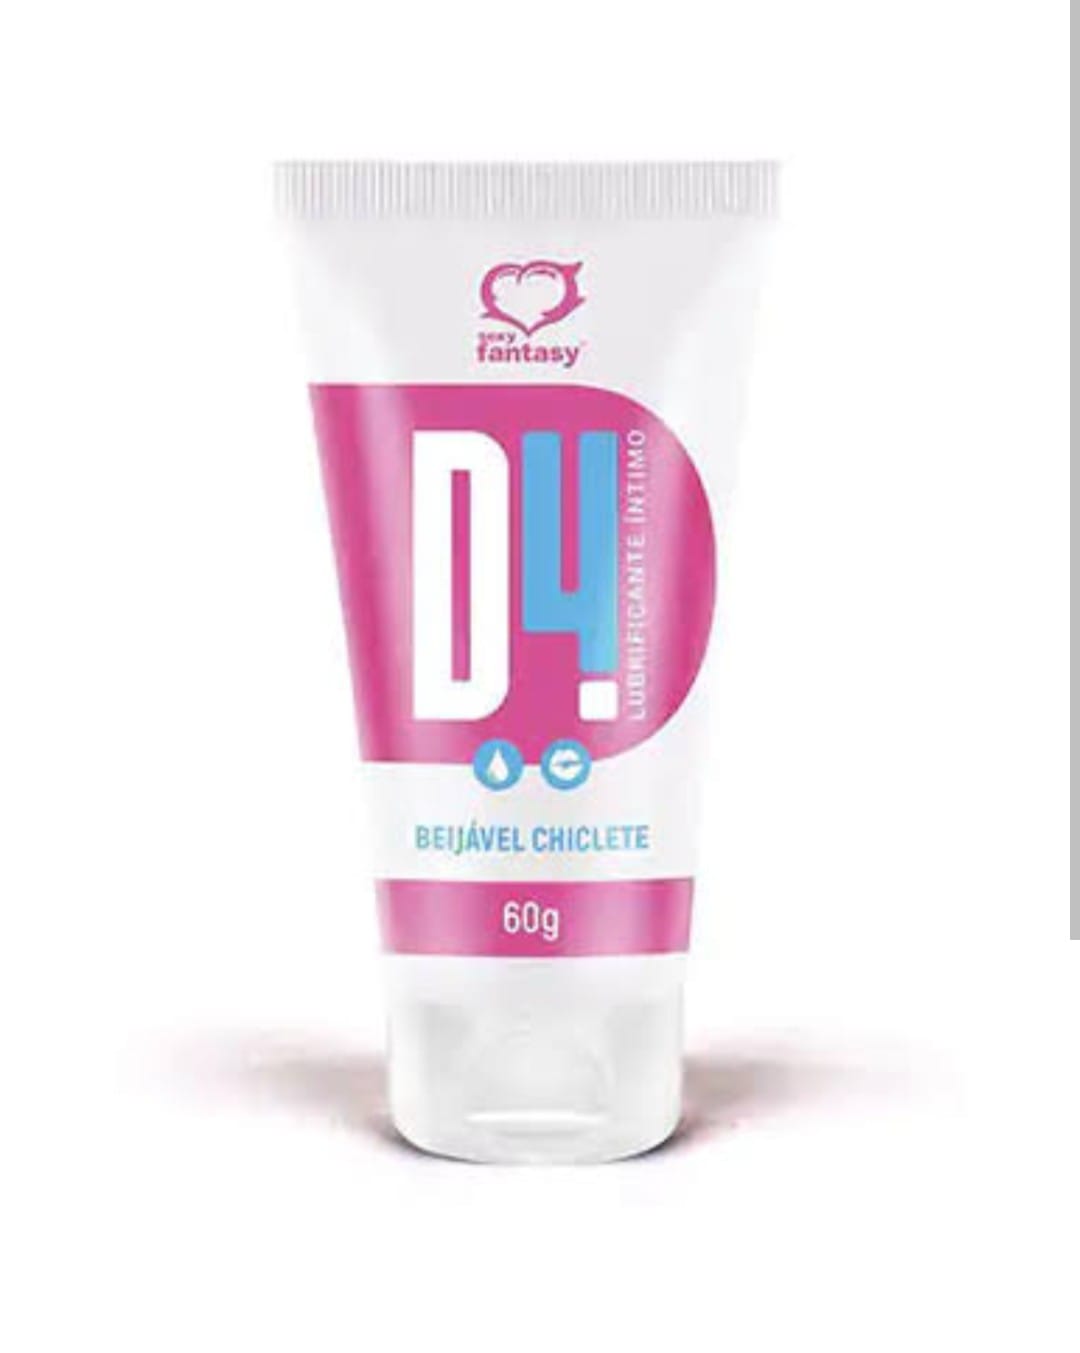 sexy
fantasy
D4
LUBRIFICANTE ÍNTIMO
BEIJÁVEL CHICLETE
60g